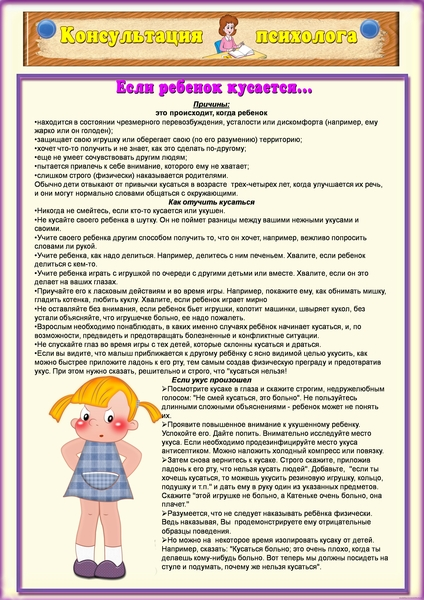 Консультация психолога
Если ребенок кусается...
Причины:
это происходит, когда ребенок
•находится в состоянии чрезмерного перевозбуждения, усталости или дискомфорта (например, ему
жарко или он голоден);
•защищает свою игрушку или оберегает свою (по его разумению) территорию;
•хочет что-то получить и не знает, как это сделать по-другому;
•еще не умеет сочувствовать другим людям;
•пытается привлечь к себе внимание, которого ему не хватает;
•слишком строго (физически) наказывается родителями.
Обычно дети отвыкают от привычки кусаться в возрасте трех-четырех лет, когда улучшается их речь,
и они могут нормально словами общаться с окружающими.
Как отучить кусаться
•Никогда не смейтесь, если кто-то кусается или укушен.
•Не кусайте своего ребенка в шутку. Он не поймет разницы между вашими нежными укусами и
своими.
•Учите своего ребенка другим способом получить то, что он хочет, например, вежливо попросить
словами ли рукой.
•Учите ребенка, как надо делиться. Например, делитесь с ним печеньем. Хвалите, если ребенок
делиться с кем-то.
•Учите ребенка играть с игрушкой по очереди с другими детьми или вместе. Хвалите, если он это
делает на ваших глазах.
•Приучайте его к ласковым действиям и во время игры. Например, покажите ему, как обнимать мишку,
гладить котенка, любить куклу. Хвалите, если ребенок играет мирно
•Не оставляйте без внимания, если ребенок бьет игрушки, колотит машинки, швыряет кукол, без
устали объясняйте, что игрушечке больно, ее надо пожалеть.
•Взрослым необходимо понаблюдать, в каких именно случаях ребёнок начинает кусаться, и, по
возможности, предвидеть и предотвращать болезненные и конфликтные ситуации.
•Не спускайте глаз во время игры с тех детей, которые склонны кусаться и драться.
•Если вы видите, что малыш приближается к другому ребёнку с ясно видимой целью укусить, как
можно быстрее приложите ладонь к его рту, тем самым создав физическую преграду и предотвратив
укус. При этом нужно сказать, решительно и строго, что "кусаться нельзя!
Если укус произошел
➢Посмотрите кусаке в глаза и скажите строгим, недружелюбным
голосом: "Не смей кусаться, это больно". Не пользуйтесь
длинными сложными объяснениями - ребенок может не понять
их.
➢Проявите повышенное внимание к укушенному ребенку.
Успокойте его. Дайте попить. Внимательно исследуйте место
укуса. Если необходимо продезинфицируйте место укуса
антисептиком. Можно наложить холодный компресс или повязку.
➢Затем снова вернитесь к кусаке. Строго скажите, приложив
ладонь к его рту, что нельзя кусать людей". Добавьте, "если ты
хочешь кусаться, то можешь укусить резиновую игрушку, кольцо,
подушку и т.п." и дать ему в руку один из указанных предметов.
Скажите "этой игрушке не больно, а Катеньке очень больно, она
плачет."
➢Разумеется, что не следует наказывать ребёнка физически.
Ведь наказывая, Вы продемонстрируете ему отрицательные
образцы поведения.
➢Но можно на некоторое время изолировать кусаку от детей.
Например, сказать: "Кусаться больно; это очень плохо, когда ты
делаешь кому-нибудь больно. Вот теперь мы должны посидеть на
стуле и подумать, почему же нельзя кусаться".